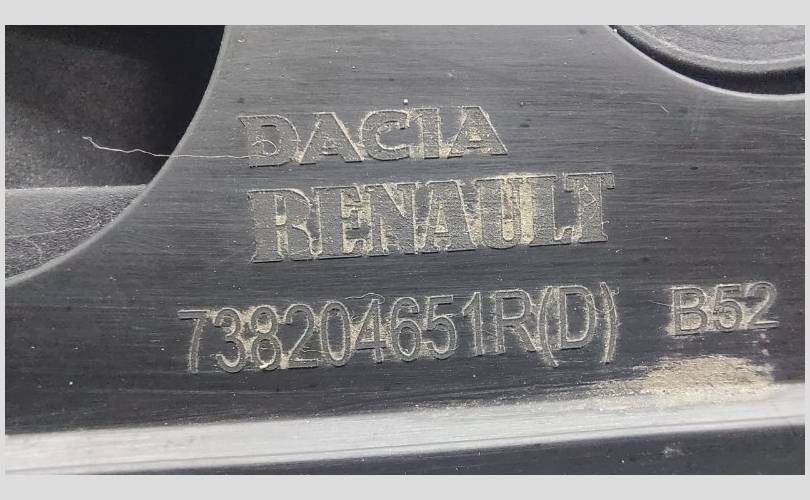 DACIA
RENAULT
738204651R(D) B52